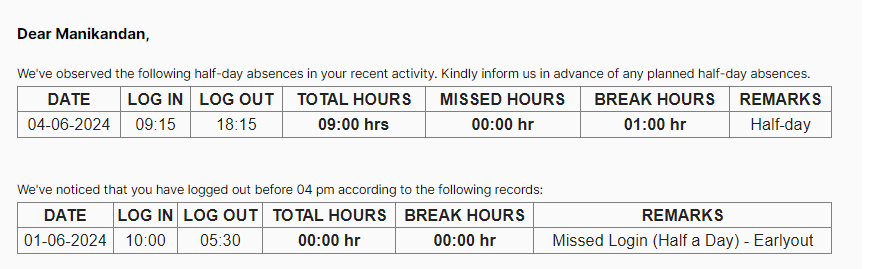 Dear Manikandan,
We've observed the following half-day absences in your recent activity. Kindly inform us in advance of any planned half-day absences.
DATE LOG IN LOG OUT TOTAL HOURS MISSED HOURS BREAK HOURS REMARKS
04-06-2024 09:15 18:15 09:00 hrs 00:00 hr 01:00 hr Half-day
We've noticed that you have logged out before 04 pm according to the following records:
DATE LOG IN LOG OUT TOTAL HOURS BREAK HOURS REMARKS
01-06-2024 10:00 05:30 00:00 hr 00:00 hr Missed Login (Half a Day) - Earlyout